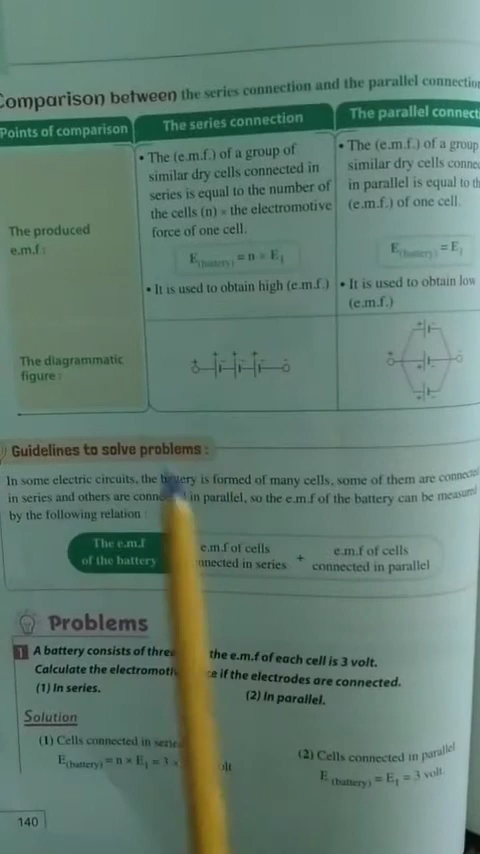 Comparison between the series connection and the parallel connection
Points of comparison
The series connection
The parallel connecti
The produced
e.m.f :
• The (e.m.f.) of a group of
similar dry cells connected in
series is equal to the number of
the cells (n) × the electromotive
force of one cell.
E(battery) = n × E1
• It is used to obtain high (e.m.f.)
• The (e.m.f.) of a group
similar dry cells conne
in parallel is equal to th
(e.m.f.) of one cell.
E(battery) = E1
• It is used to obtain low
(e.m.f.)
The diagrammatic
figure :
Guidelines to solve problems :
In some electric circuits, the battery is formed of many cells, some of them are connected
in series and others are conne in parallel, so the e.m.f of the battery can be measured
by the following relation :
The e.m.f
of the battery
e.m.f of cells
nnected in series
+
e.m.f of cells
connected in parallel
Problems
1 A battery consists of three the e.m.f of each cell is 3 volt.
Calculate the electromoti ce if the electrodes are connected.
(1) In series.
(2) In parallel.
Solution
(1) Cells connected in serie
E(battery) = n × E1 = 3 × olt
(2) Cells connected in parallel
E (battery) = E1 = 3 volt.
140